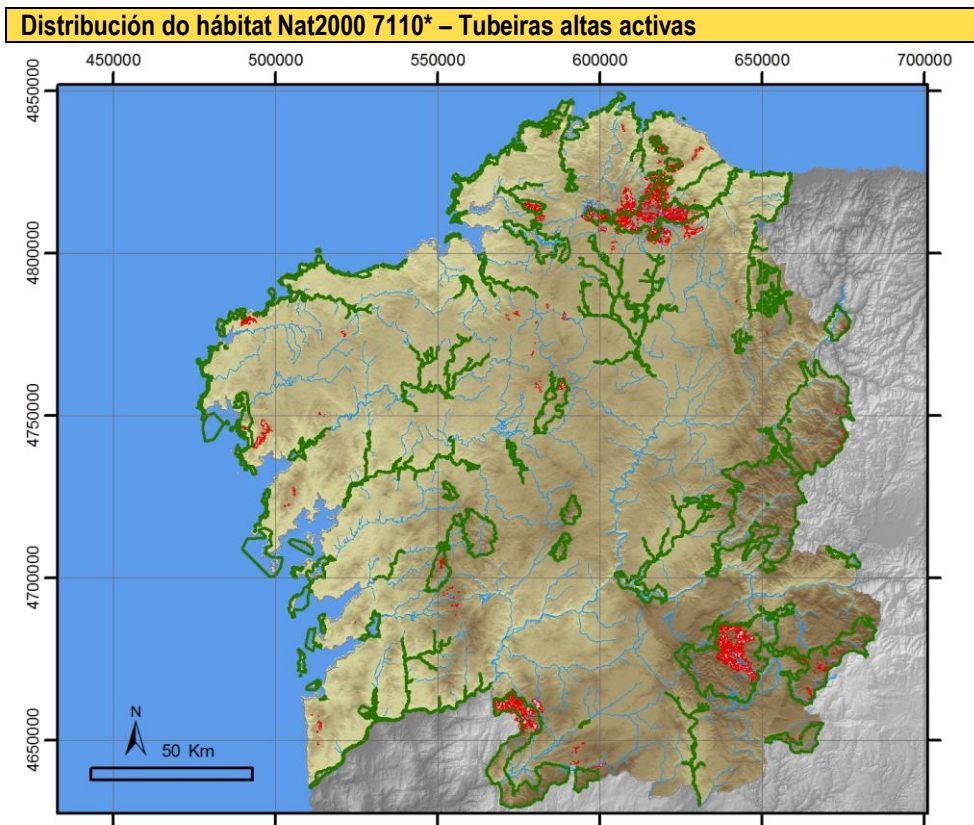 Distribución do hábitat Nat2000 7110* – Tubeiras altas activas
450000 500000 550000 600000 650000 700000
4850000
4800000
4750000
4700000
4650000
N
50 Km